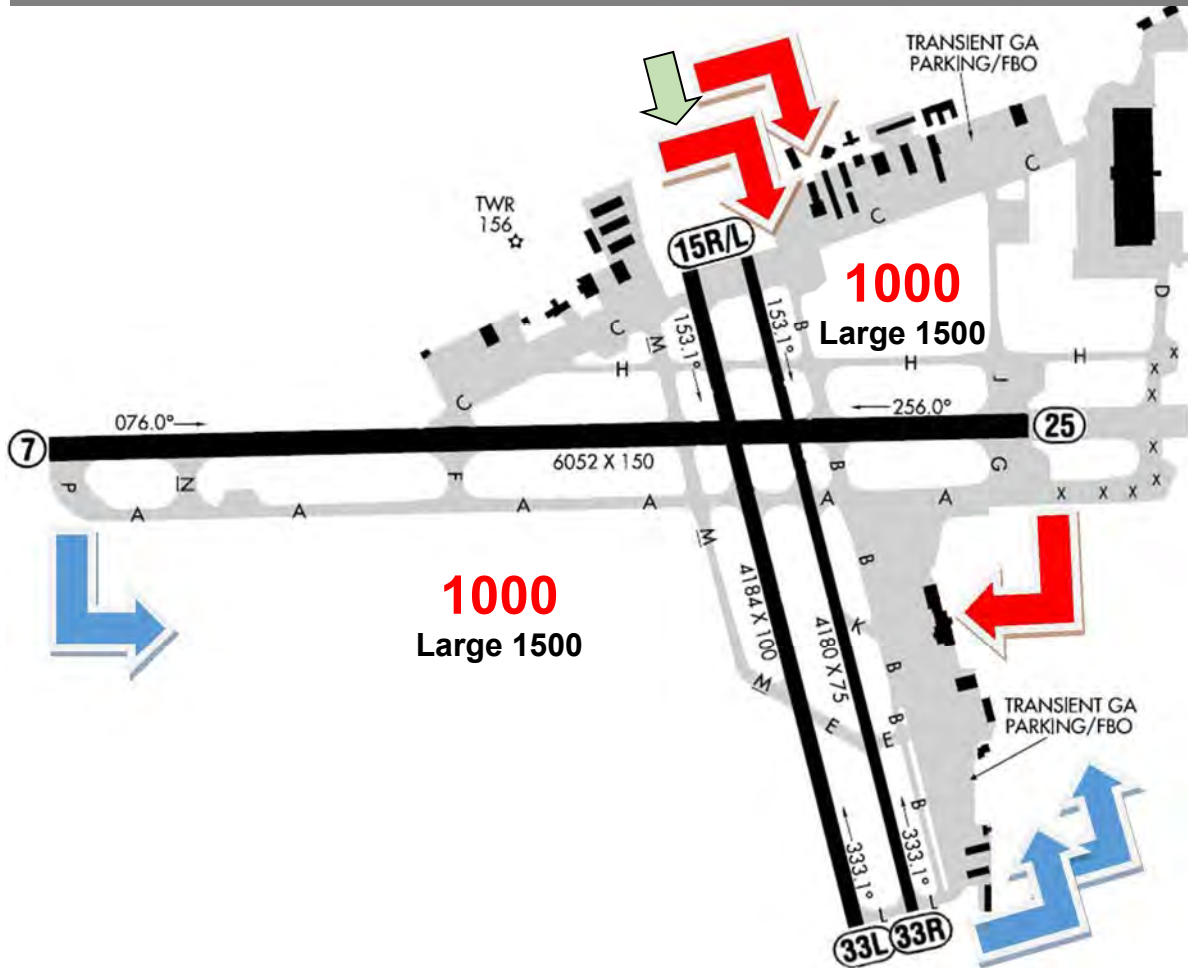 TRANSIENT GA
PARKING/FBO
C
C
TWR
156
15R/L
1000
Large 1500
D
C
M
153.1°
153.1°
B
H
H
H
J
X
X
C
076.0°
256.0°
7
25
6052 X 150
P
N
F
B
G
X
X
A
A
A
A
A
A
X
X
X
M
B
1000
Large 1500
4184 X 100
4180 X 75
K
B
M
E
B
E
TRANSIENT GA
PARKING/FBO
B
333.1°
333.1°
L
L
33L
33R